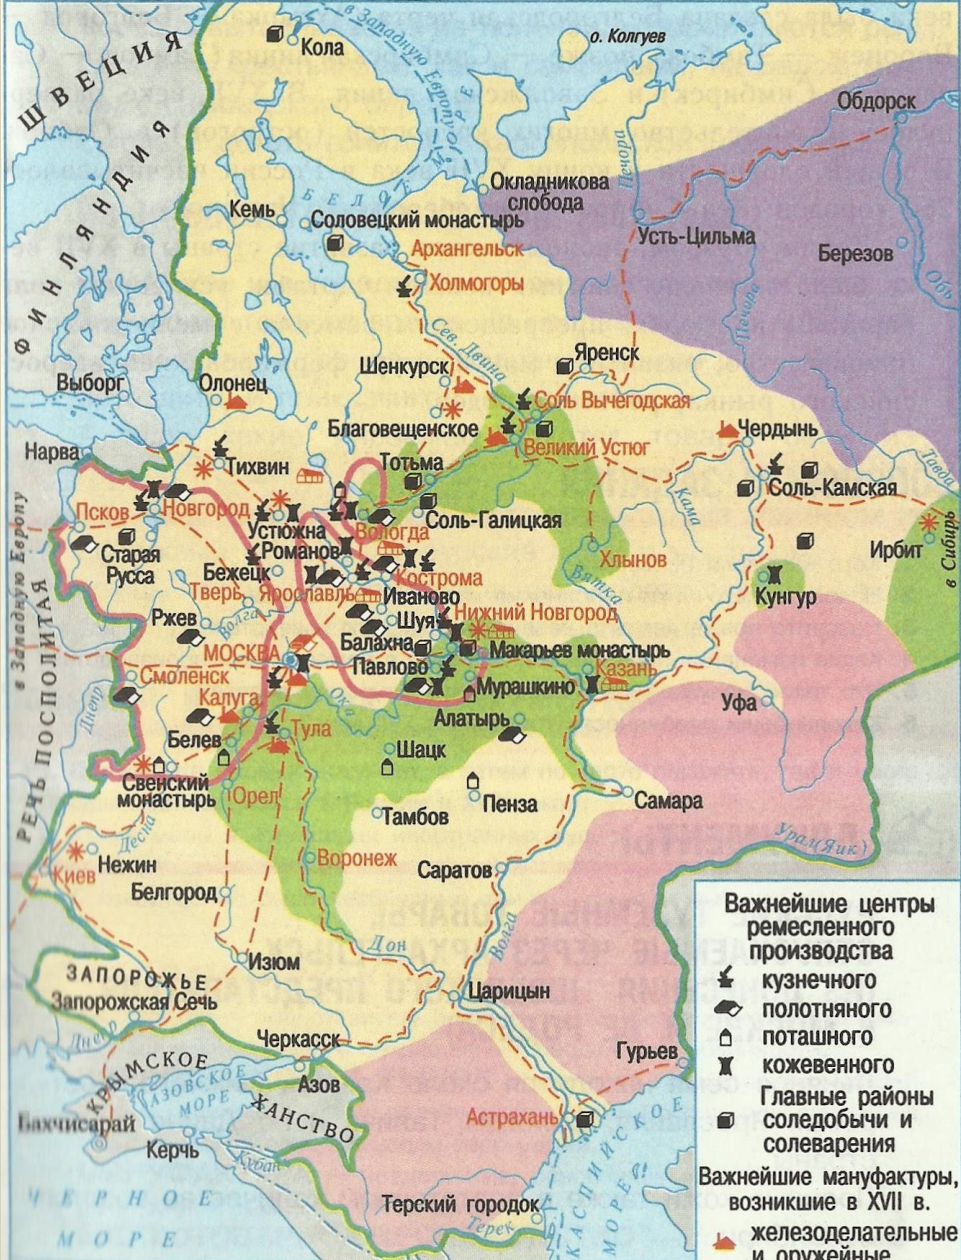 ШВЕЦИЯ
ФИНЛЯНДИЯ
Кола
в Западную Европу
о. Колгуев
Обдорск
Печора
Окладникова
слобода
БЕЛОЕ
Кемь
Соловецкий монастырь
Усть-Цильма
Березов
Архангельск
Холмогоры
Обь
Печора
Сев. Двина
Шенкурск
Яренск
Выборг
Олонец
Соль Вычегодская
Благовещенское
Великий Устюг
Чердынь
Нарва
Тихвин
Тотьма
Тавда
Соль-Камская
Псков
Новгород
Устюжна
Вологда
Соль-Галицкая
Кама
Ирбит
в Сибирь
в Западную Европу
Старая
Русса
Романов
Бежецк
Хлынов
Вятка
Кострома
Тверь
Ярославль
Иваново
Кунгур
Ржев
Волга
Шуя
Нижний Новгород
Балахна
Макарьев монастырь
МОСКВА
Павлово
Казань
Смоленск
Мурашкино
Днепр
Калуга
Ока
Алатырь
Уфа
РЕЧЬ ПОСПОЛИТАЯ
Белев
Тула
Шацк
Свенский
монастырь
Орел
Пенза
Самара
Тамбов
Десна
Нежин
Воронеж
Урал(Яик)
Киев
Белгород
Саратов
Волга
Дон
Изюм
ЗАПОРОЖЬЕ
Запорожская Сечь
Царицын
Днепр
Черкасск
Гурьев
КРЫМСКОЕ
ХАНСТВО
АЗОВСКОЕ
МОРЕ
Азов
Бахчисарай
Астрахань
Керчь
Кубань
КАСПИЙСКОЕ
МОРЕ
ЧЕРНОЕ
МОРЕ
Терский городок
Терек
Важнейшие центры
ремесленного
производства
кузнечного
полотняного
поташного
кожевенного
Главные районы
соледобычи и
солеварения
Важнейшие мануфактуры,
возникшие в XVII в.
железоделательные
и оружейные